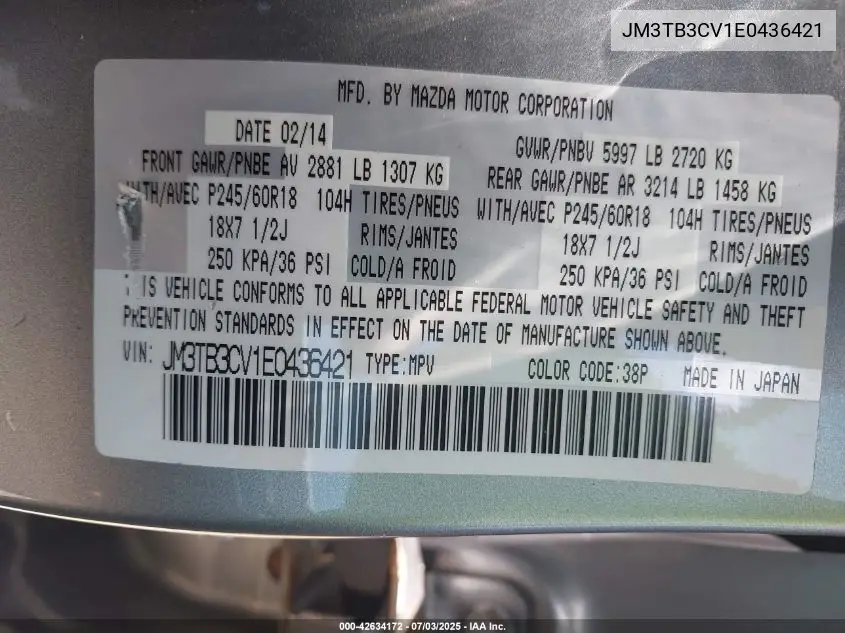 JM3TB3CV1E0436421
MFD. BY MAZDA MOTOR CORPORATION
DATE 02/14
GVWR/PNBV 5997 LB 2720 KG
FRONT GAWR/PNBE AV 2881 LB 1307 KG
REAR GAWR/PNBE AR 3214 LB 1458 KG
WITH/AVEC P245/60R18 104H TIRES/PNEUS
WITH/AVEC P245/60R18 104H TIRES/PNEUS
18X7 1/2J RIMS/JANTES
18X7 1/2J RIMS/JANTES
250 KPA/36 PSI COLD/A FROID
250 KPA/36 PSI COLD/A FROID
THIS VEHICLE CONFORMS TO ALL APPLICABLE FEDERAL MOTOR VEHICLE SAFETY AND THEFT
PREVENTION STANDARDS IN EFFECT ON THE DATE OF MANUFACTURE SHOWN ABOVE.
VIN: JM3TB3CV1E0436421 TYPE:MPV COLOR CODE:38P MADE IN JAPAN
000-42634172 - 07/03/2025 - IAA Inc.